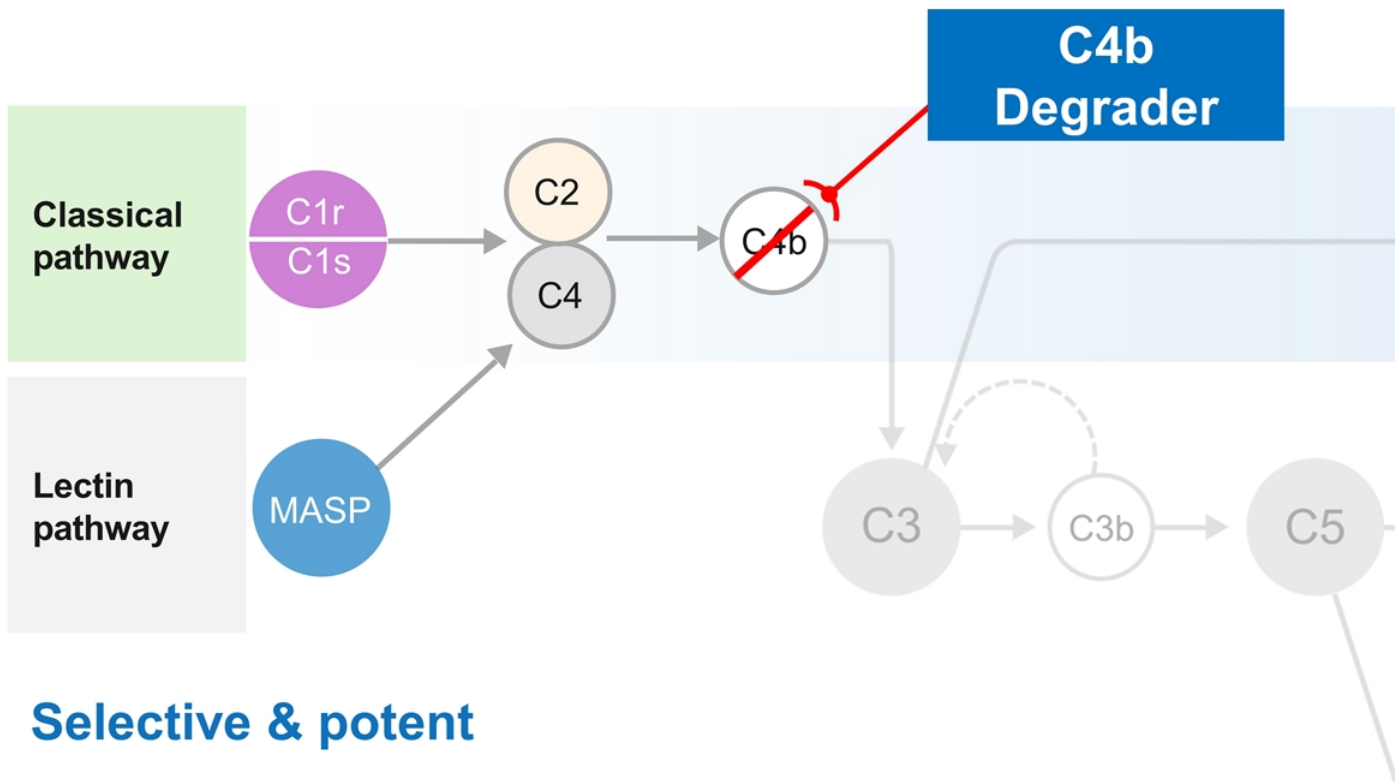 C4b
Degrader
Classical
pathway
C1r
C1s
C2
C4
C4b
Lectin
pathway
MASP
C3
C3b
C5
Selective & potent